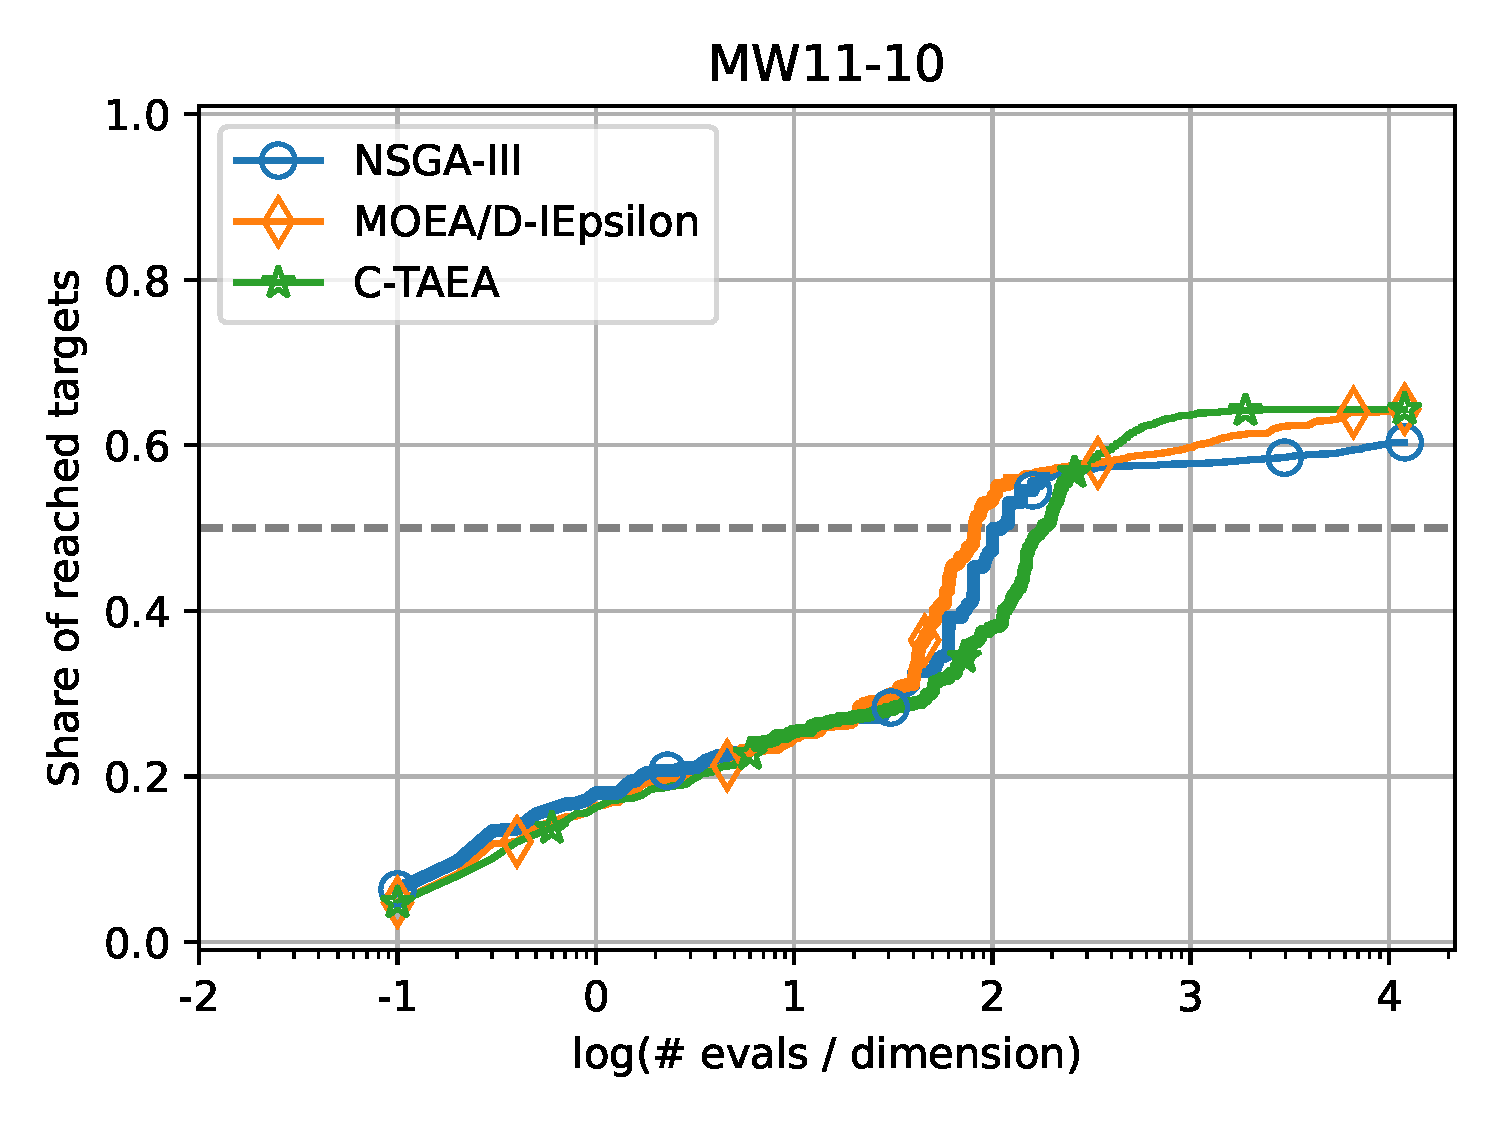 MW11-10
NSGA-III
MOEA/D-IEpsilon
C-TAEA
Share of reached targets
1.0
0.8
0.6
0.4
0.2
0.0
-2 -1 0 1 2 3 4
log(# evals / dimension)